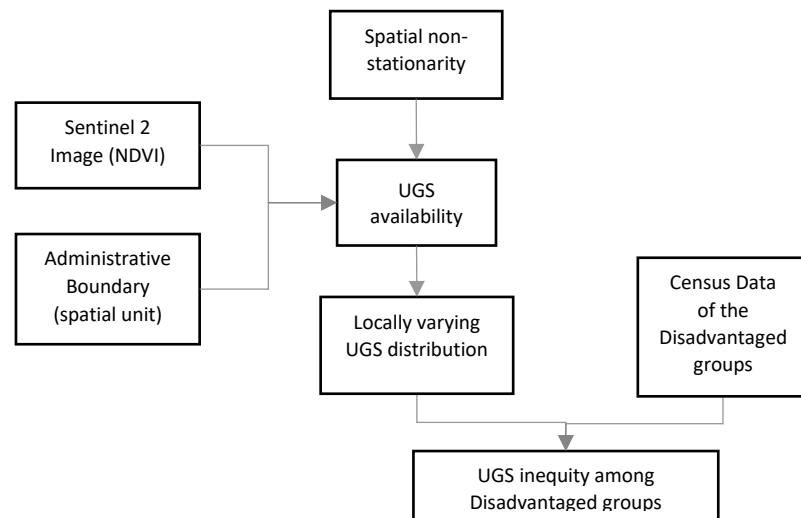 Spatial non-
stationarity
Sentinel 2
Image (NDVI)
UGS
availability
Administrative
Boundary
(spatial unit)
Locally varying
UGS distribution
Census Data
of the
Disadvantaged
groups
UGS inequity among
Disadvantaged groups